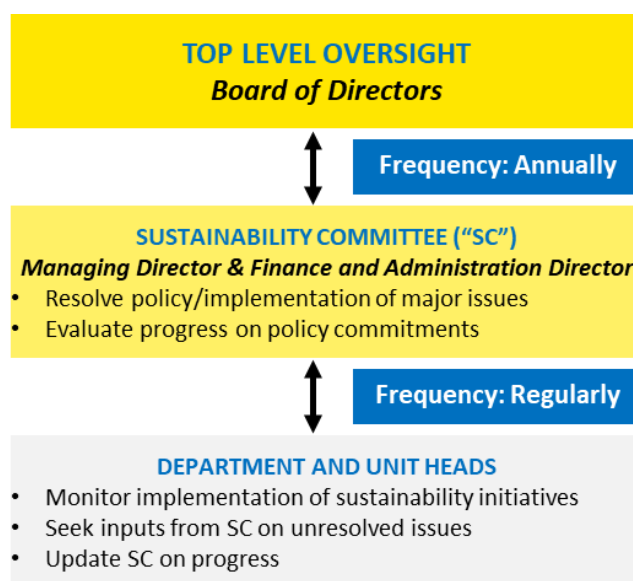 TOP LEVEL OVERSIGHT
Board of Directors
Frequency: Annually
SUSTAINABILITY COMMITTEE (“SC”)
Managing Director & Finance and Administration Director
• Resolve policy/implementation of major issues
• Evaluate progress on policy commitments
Frequency: Regularly
DEPARTMENT AND UNIT HEADS
• Monitor implementation of sustainability initiatives
• Seek inputs from SC on unresolved issues
• Update SC on progress